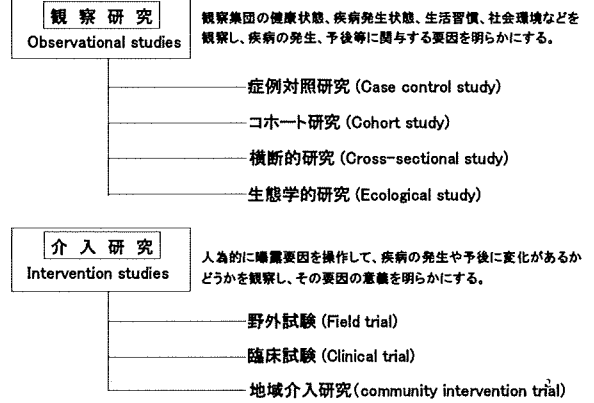 観察研究
Observational studies
観察集団の健康状態、疾病発生状態、生活習慣、社会環境などを
観察し、疾病の発生、予後等に関与する要因を明らかにする。
症例対照研究 (Case control study)
コホート研究 (Cohort study)
横断的研究 (Cross-sectional study)
生態学的研究 (Ecological study)
介入研究
Intervention studies
人為的に曝露要因を操作して、疾病の発生や予後に変化があるか
どうかを観察し、その要因の意義を明らかにする。
野外試験 (Field trial)
臨床試験 (Clinical trial)
地域介入研究(community intervention trial)